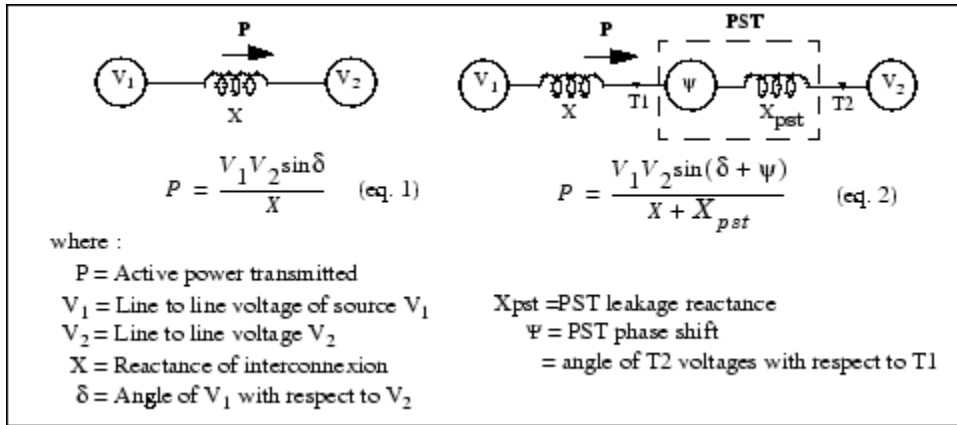 P
P
PST
V1
X
V2
V1
X
T1
Ψ
Xpst
T2
V2
P = V1V2sinδ / X (eq. 1)
P = V1V2sin(δ + ψ) / X + Xpst (eq. 2)
where :
P = Active power transmitted
V1 = Line to line voltage of source V1
V2 = Line to line voltage V2
X = Reactance of interconnexion
δ = Angle of V1 with respect to V2
Xpst =PST leakage reactance
Ψ = PST phase shift
= angle of T2 voltages with respect to T1